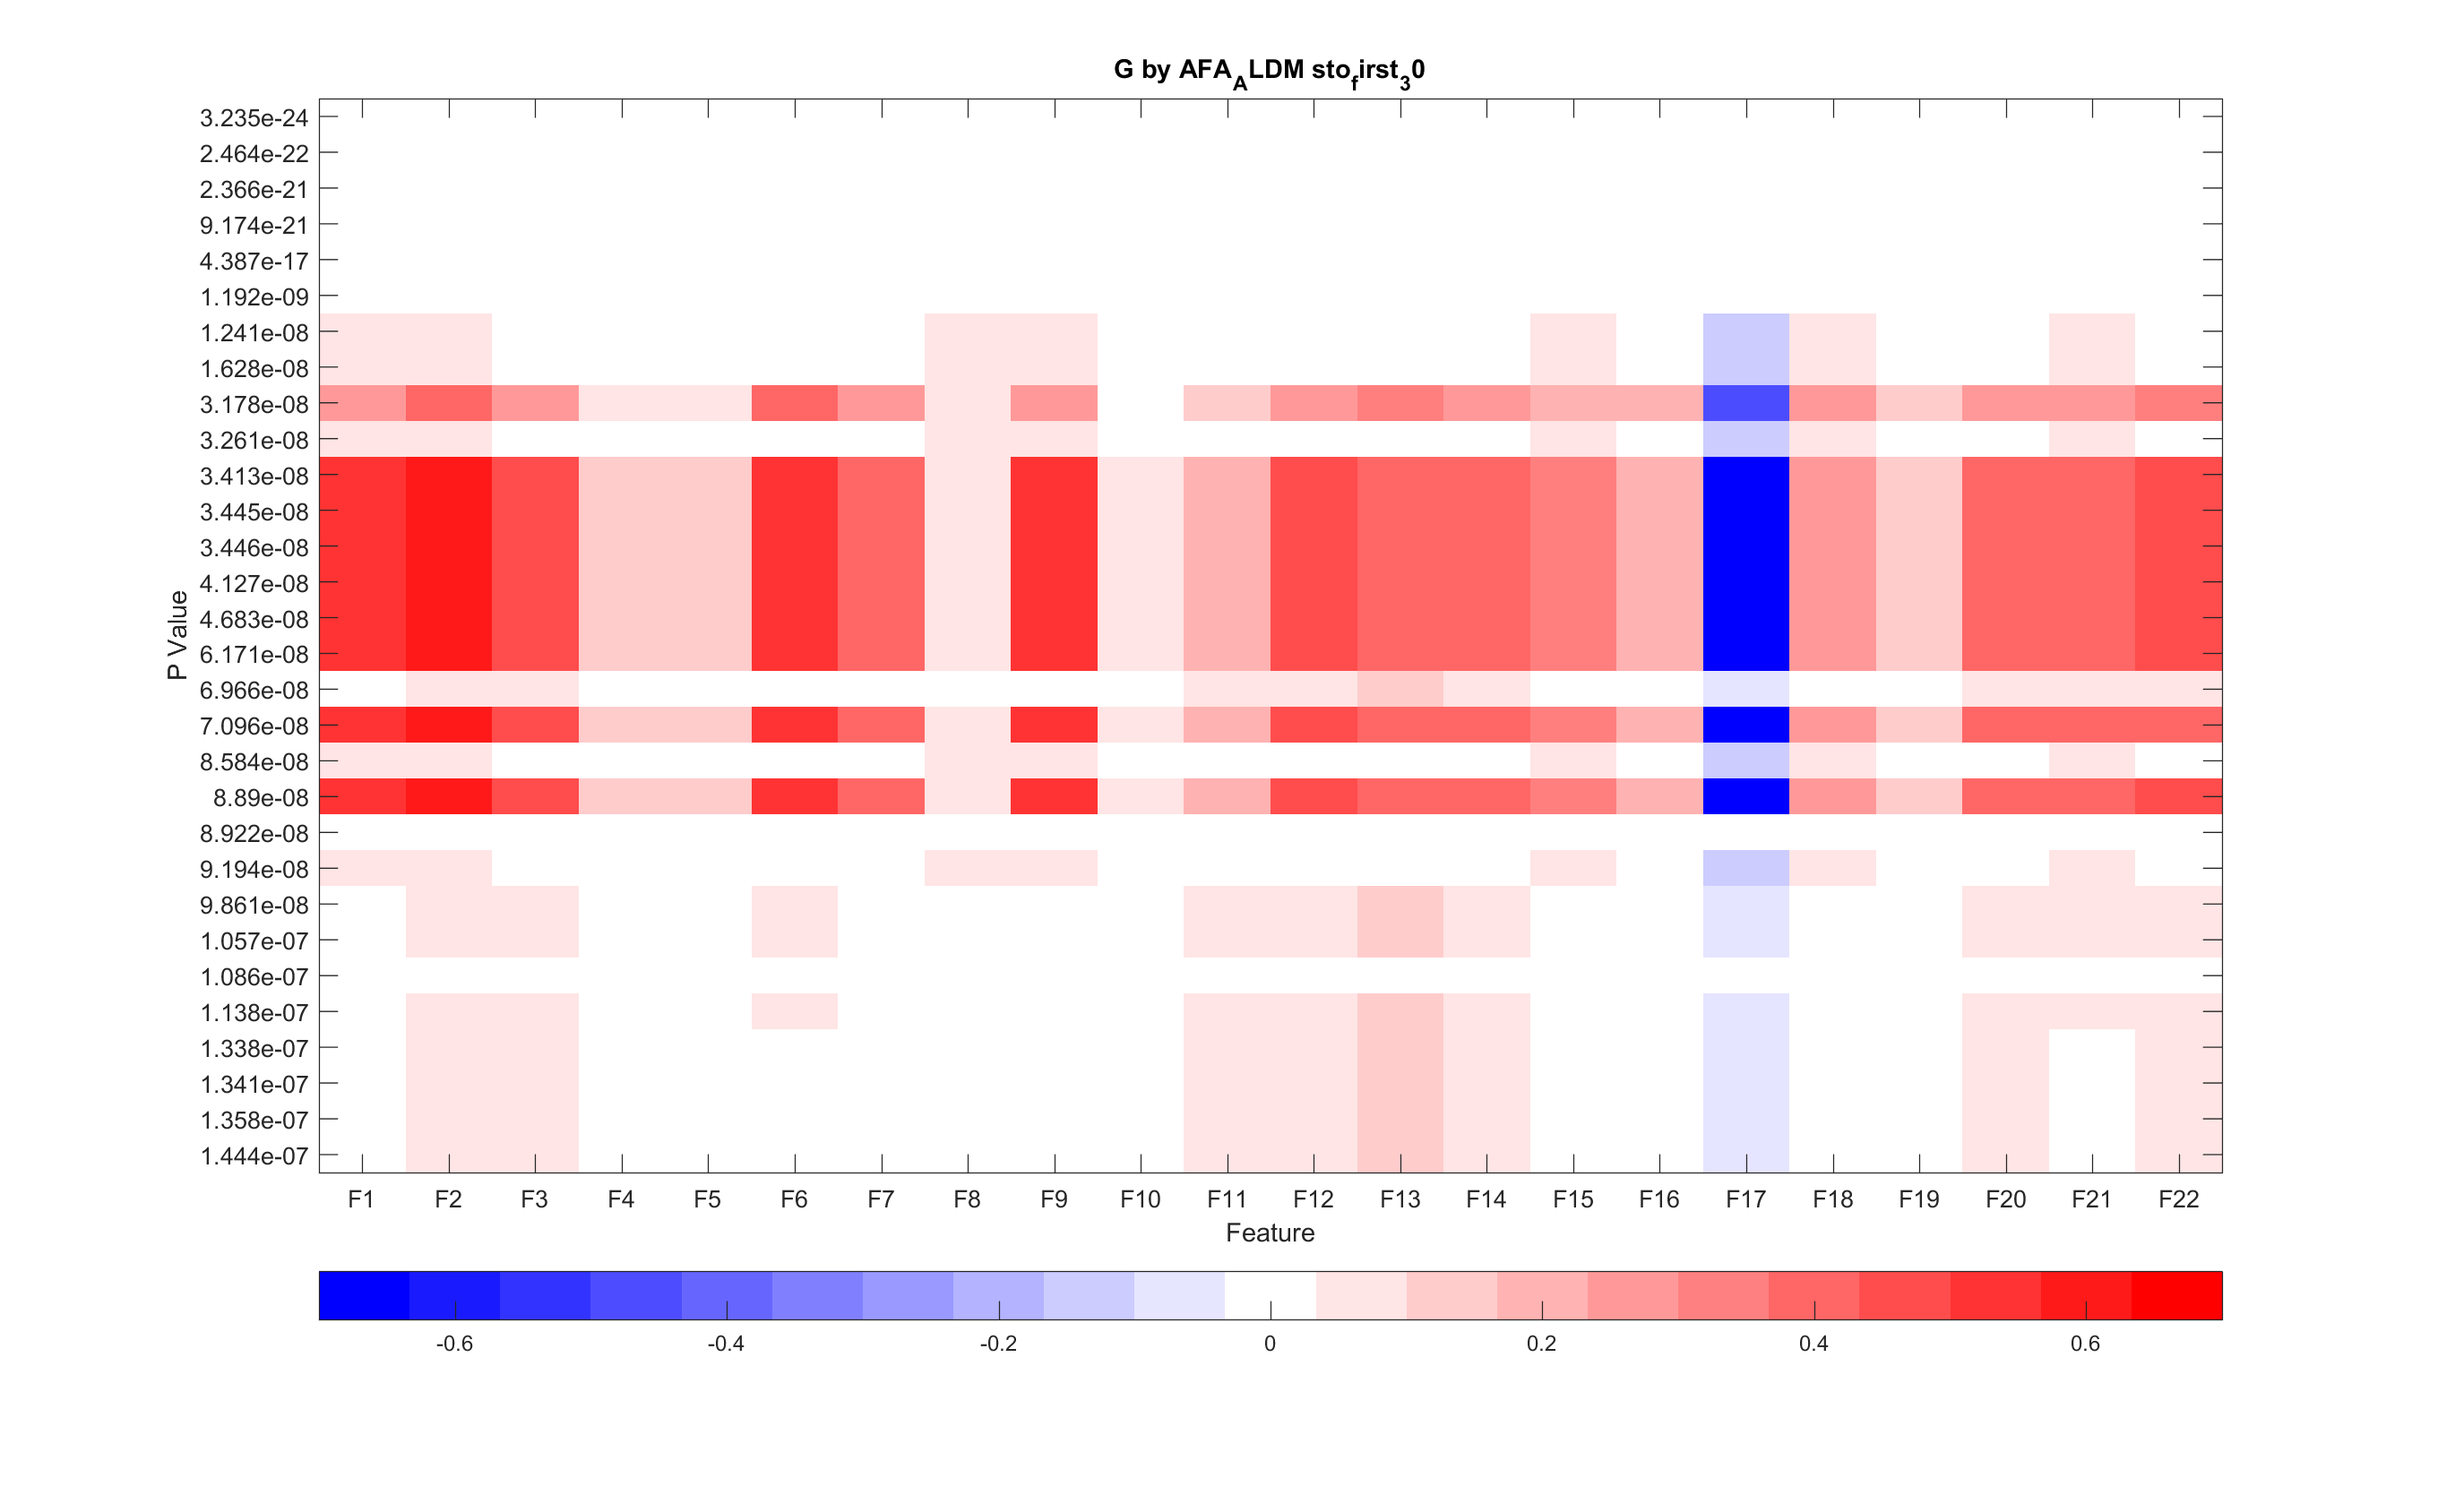 G by AFA_ALDM sto_first_30
3.235e-24
2.464e-22
2.366e-21
9.174e-21
4.387e-17
1.192e-09
1.241e-08
1.628e-08
3.178e-08
3.261e-08
3.413e-08
3.445e-08
3.446e-08
4.127e-08
4.683e-08
6.171e-08
6.966e-08
7.096e-08
8.584e-08
8.89e-08
8.922e-08
9.194e-08
9.861e-08
1.057e-07
1.086e-07
1.138e-07
1.338e-07
1.341e-07
1.358e-07
1.444e-07
P Value
F1 F2 F3 F4 F5 F6 F7 F8 F9 F10 F11 F12 F13 F14 F15 F16 F17 F18 F19 F20 F21 F22
Feature
-0.6 -0.4 -0.2 0 0.2 0.4 0.6